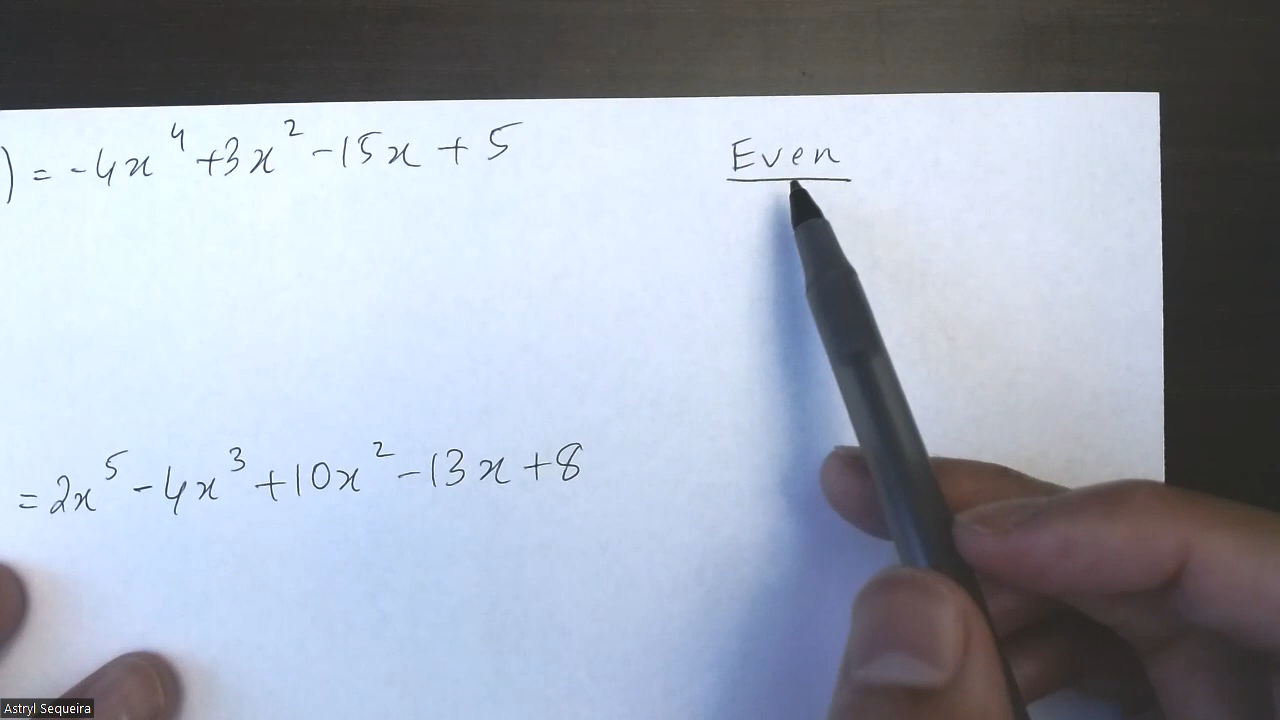 ) = -4x⁴ + 3x² - 15x + 5
Even
= 2x⁵ - 4x³ + 10x² - 13x + 8
Astryl Sequeira